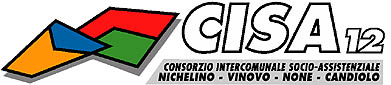 CISA 12
CONSORZIO INTERCOMUNALE SOCIO-ASSISTENZIALE
NICHELINO - VINOVO - NONE - CANDIOLO